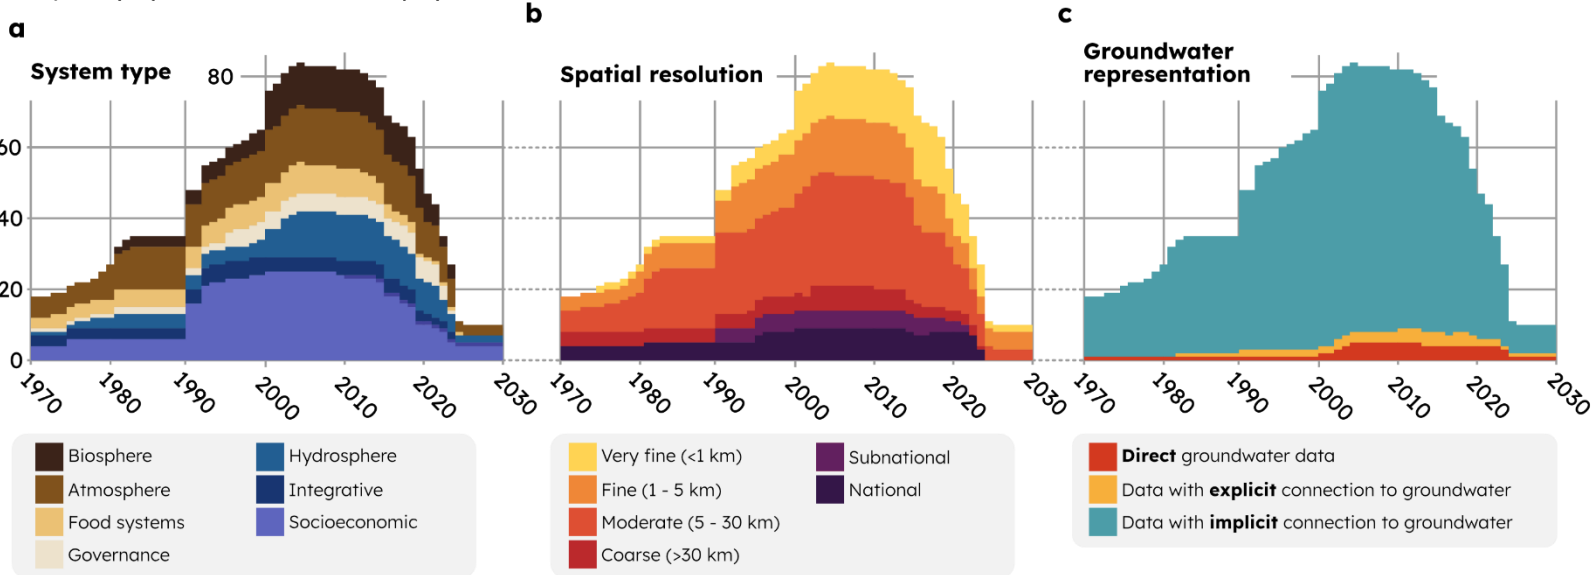 a
System type
80
60
40
20
0
1970
1980
1990
2000
2010
2020
2030
Biosphere
Atmosphere
Food systems
Governance
Hydrosphere
Integrative
Socioeconomic
b
Spatial resolution
1970
1980
1990
2000
2010
2020
2030
Very fine (<1 km)
Fine (1 - 5 km)
Moderate (5 - 30 km)
Coarse (>30 km)
Subnational
National
c
Groundwater
representation
1970
1980
1990
2000
2010
2020
2030
Direct groundwater data
Data with explicit connection to groundwater
Data with implicit connection to groundwater